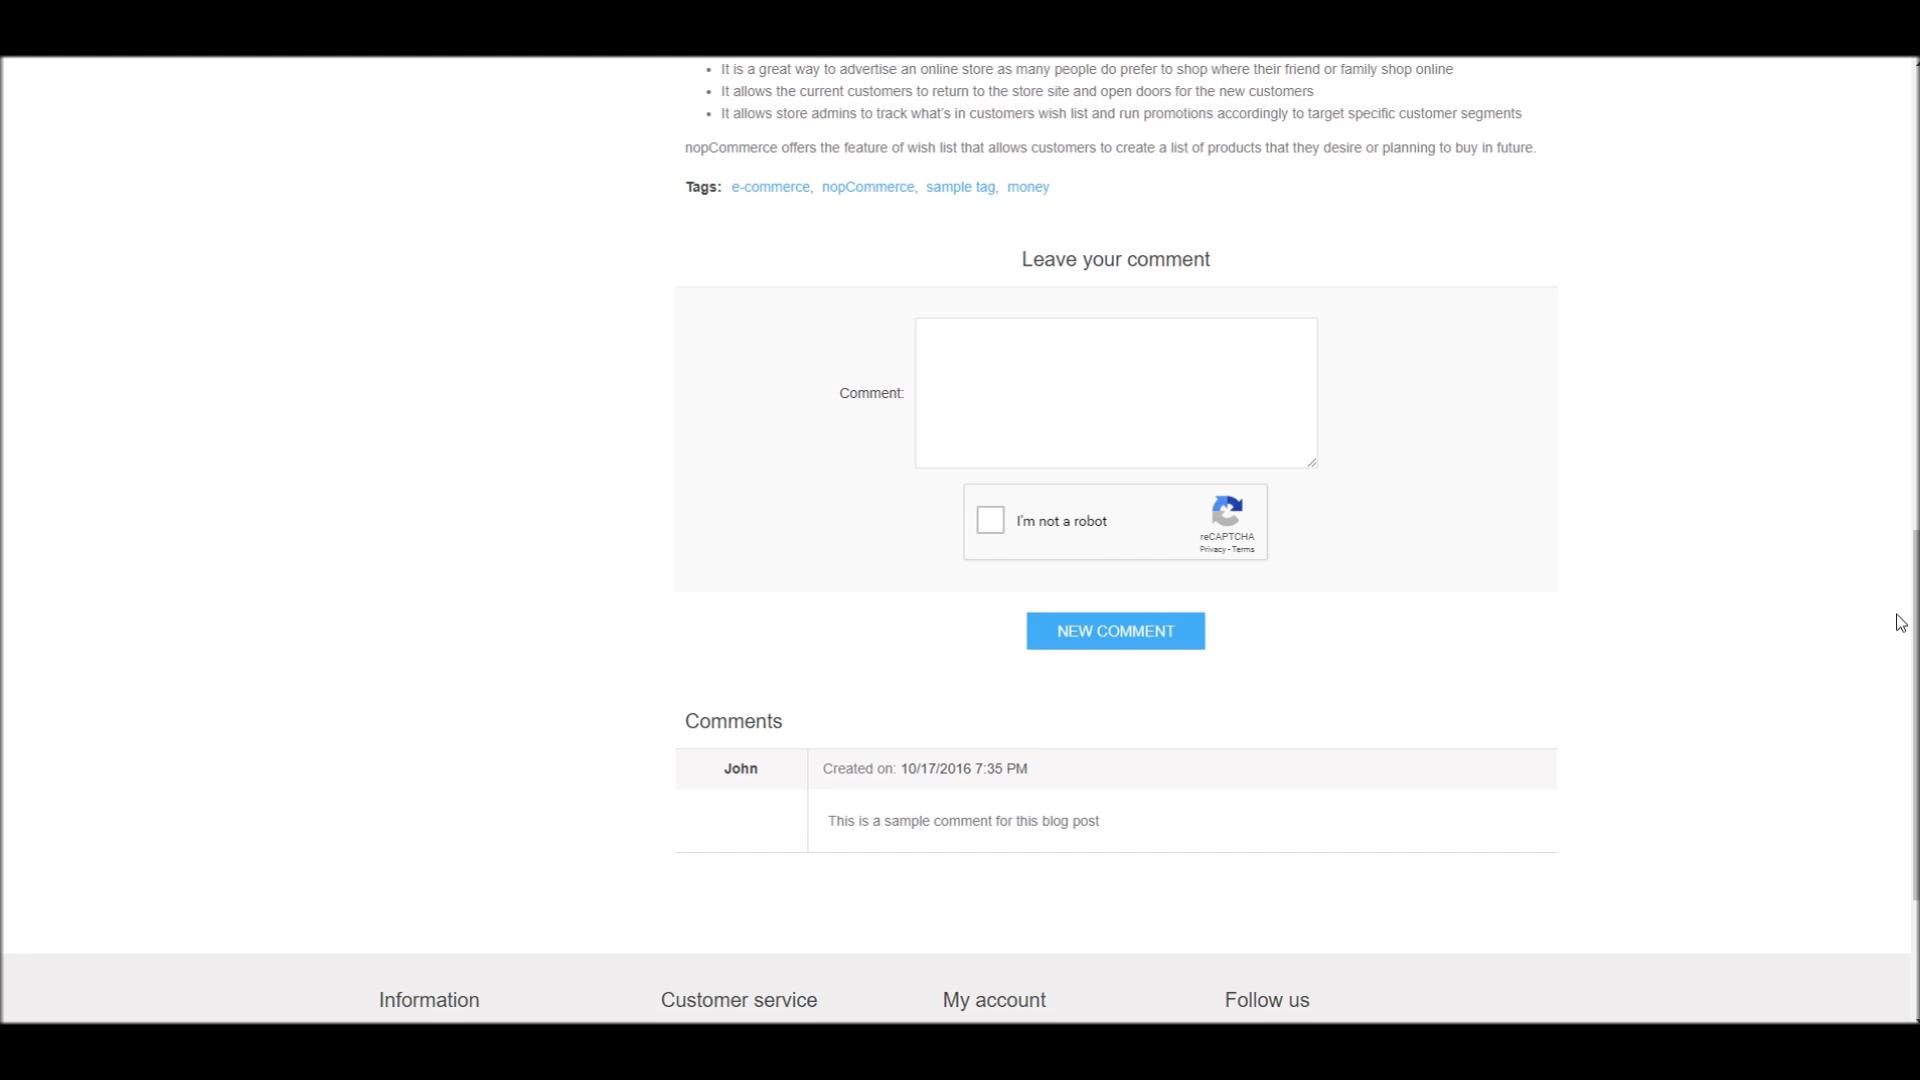 • It is a great way to advertise an online store as many people do prefer to shop where their friend or family shop online
• It allows the current customers to return to the store site and open doors for the new customers
• It allows store admins to track what's in customers wish list and run promotions accordingly to target specific customer segments
nopCommerce offers the feature of wish list that allows customers to create a list of products that they desire or planning to buy in future.
Tags: e-commerce, nopCommerce, sample tag, money
Leave your comment
Comment:
I'm not a robot
reCAPTCHA
Privacy - Terms
NEW COMMENT
Comments
John Created on: 10/17/2016 7:35 PM
This is a sample comment for this blog post
Information Customer service My account Follow us